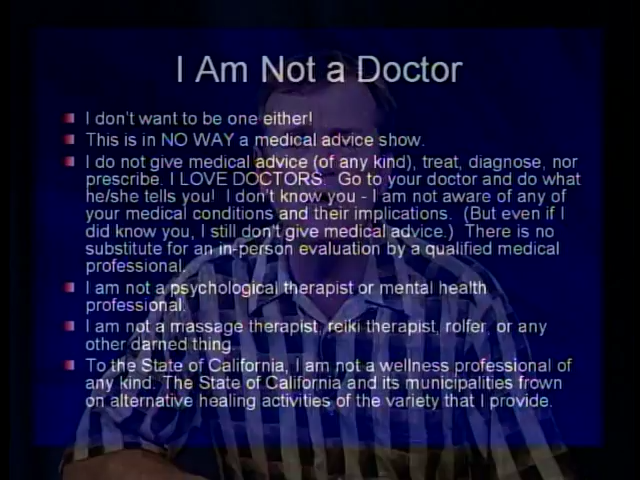 I Am Not a Doctor
I don't want to be one either!
This is in NO WAY a medical advice show.
I do not give medical advice (of any kind), treat, diagnose, nor
prescribe. I LOVE DOCTORS. Go to your doctor and do what
he/she tells you! I don't know you - I am not aware of any of
your medical conditions and their implications. (But even if I
did know you, I still don't give medical advice.) There is no
substitute for an in-person evaluation by a qualified medical
professional.
I am not a psychological therapist or mental health
professional.
I am not a massage therapist, reiki therapist, rolfer, or any
other darned thing.
To the State of California, I am not a wellness professional of
any kind. The State of California and its municipalities frown
on alternative healing activities of the variety that I provide.